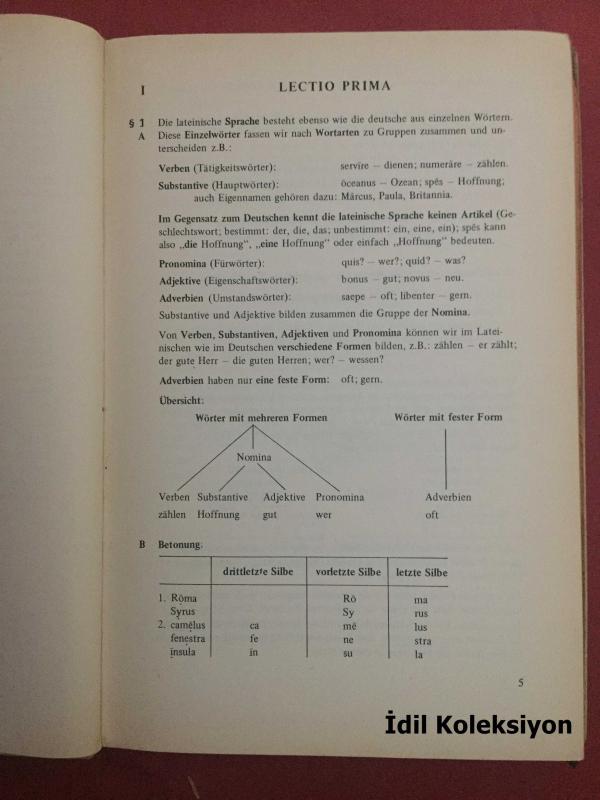 I
LECTIO PRIMA
§ 1 Die lateinische Sprache besteht ebenso wie die deutsche aus einzelnen Wörtern.
A Diese Einzelwörter fassen wir nach Wortarten zu Gruppen zusammen und un-
terscheiden z.B.:
Verben (Tätigkeitswörter): servīre – dienen; numerāre – zählen.
Substantive (Hauptwörter): ōceanus – Ozean; spēs – Hoffnung;
auch Eigennamen gehören dazu: Mārcus, Paula, Britannia.
Im Gegensatz zum Deutschen kennt die lateinische Sprache keinen Artikel (Ge-
schlechtswort; bestimmt: der, die, das; unbestimmt: ein, eine, ein); spēs kann
also „die Hoffnung", „eine Hoffnung" oder einfach „Hoffnung" bedeuten.
Pronomina (Fürwörter): quis? – wer?; quid? – was?
Adjektive (Eigenschaftswörter): bonus – gut; novus – neu.
Adverbien (Umstandswörter): saepe – oft; libenter – gern.
Substantive und Adjektive bilden zusammen die Gruppe der Nomina.
Von Verben, Substantiven, Adjektiven und Pronomina können wir im Latei-
nischen wie im Deutschen verschiedene Formen bilden, z.B.: zählen – er zählt;
der gute Herr – die guten Herren; wer? – wessen?
Adverbien haben nur eine feste Form: oft; gern.
Übersicht:
Wörter mit mehreren Formen Wörter mit fester Form
Nomina
Verben Substantive Adjektive Pronomina Adverbien
zählen Hoffnung gut wer oft
B Betonung:
drittletzte Silbe vorletzte Silbe letzte Silbe
1. Rōma Rō ma
Syrus Sy rus
2. camēlus ca mē lus
fenestra fe ne stra
īnsula īn su la
5
İdil Koleksiyon